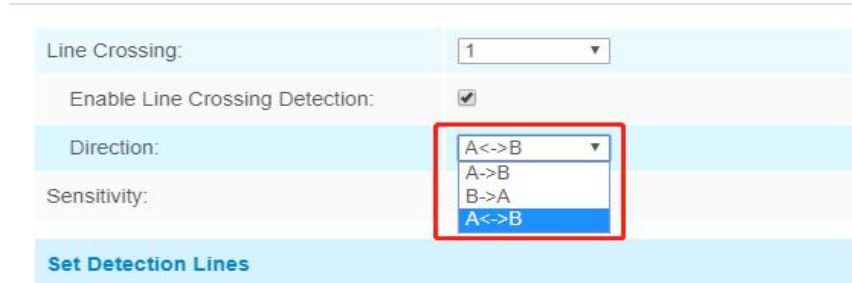 Line Crossing: 1
Enable Line Crossing Detection:
Direction: A<->B
A->B
Sensitivity: B->A
A<->B
Set Detection Lines